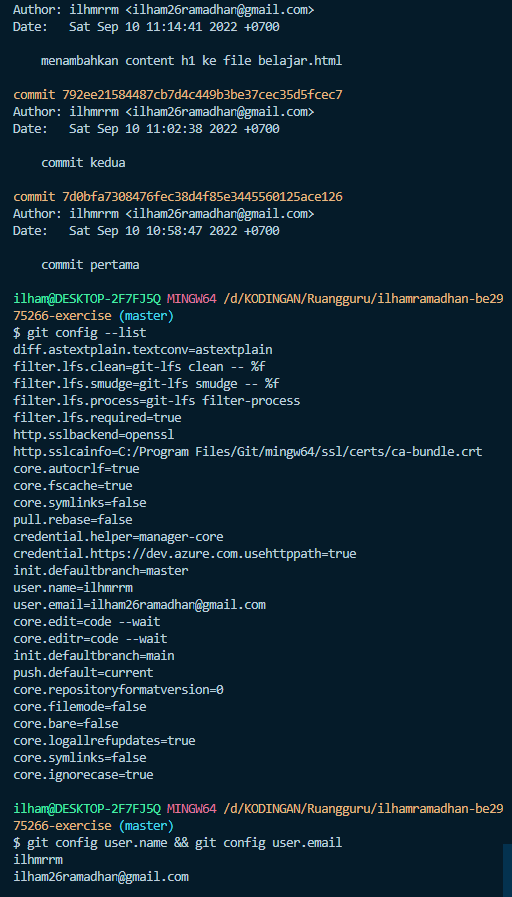 Author: ilhmrrm <ilham26ramadhan@gmail.com>
Date:   Sat Sep 10 11:14:41 2022 +0700
menambahkan content h1 ke file belajar.html
commit 792ee21584487cb7d4c449b3be37cec35d5fcec7
Author: ilhmrrm <ilham26ramadhan@gmail.com>
Date:   Sat Sep 10 11:02:38 2022 +0700
commit kedua
commit 7d0bfa7308476fec38d4f85e3445560125ace126
Author: ilhmrrm <ilham26ramadhan@gmail.com>
Date:   Sat Sep 10 10:58:47 2022 +0700
commit pertama
ilham@DESKTOP-2F7FJ5Q MINGW64 /d/KODINGAN/Ruangguru/ilhamramadhan-be29
75266-exercise (master)
$ git config --list
diff.astextplain.textconv=astextplain
filter.lfs.clean=git-lfs clean -- %f
filter.lfs.smudge=git-lfs smudge -- %f
filter.lfs.process=git-lfs filter-process
filter.lfs.required=true
http.sslbackend=openssl
http.sslcainfo=C:/Program Files/Git/mingw64/ssl/certs/ca-bundle.crt
core.autocrlf=true
core.fscache=true
core.symlinks=false
pull.rebase=false
credential.helper=manager-core
credential.https://dev.azure.com.usehttppath=true
init.defaultbranch=master
user.name=ilhmrrm
user.email=ilham26ramadhan@gmail.com
core.edit=code --wait
core.editr=code --wait
init.defaultbranch=main
push.default=current
core.repositoryformatversion=0
core.filemode=false
core.bare=false
core.logallrefupdates=true
core.symlinks=false
core.ignorecase=true
ilham@DESKTOP-2F7FJ5Q MINGW64 /d/KODINGAN/Ruangguru/ilhamramadhan-be29
75266-exercise (master)
$ git config user.name && git config user.email
ilhmrrm
ilham26ramadhan@gmail.com